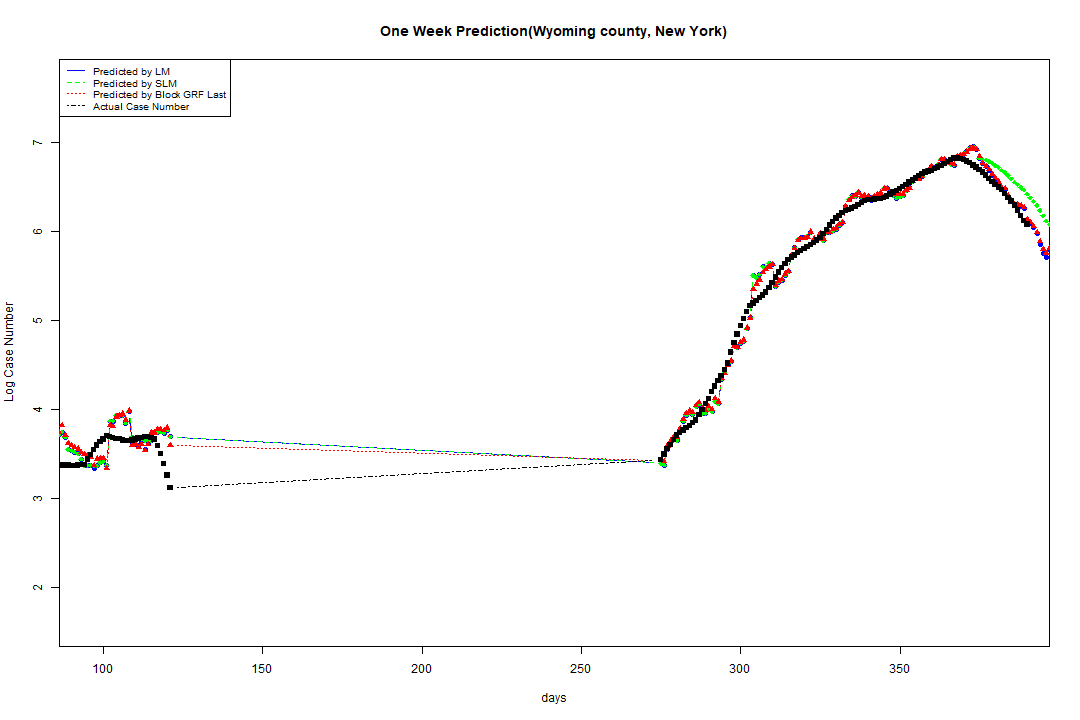 One Week Prediction(Wyoming county, New York)
Predicted by LM
Predicted by SLM
Predicted by Block GRF Last
Actual Case Number
7
6
5
4
3
2
Log Case Number
100 150 200 250 300 350
days